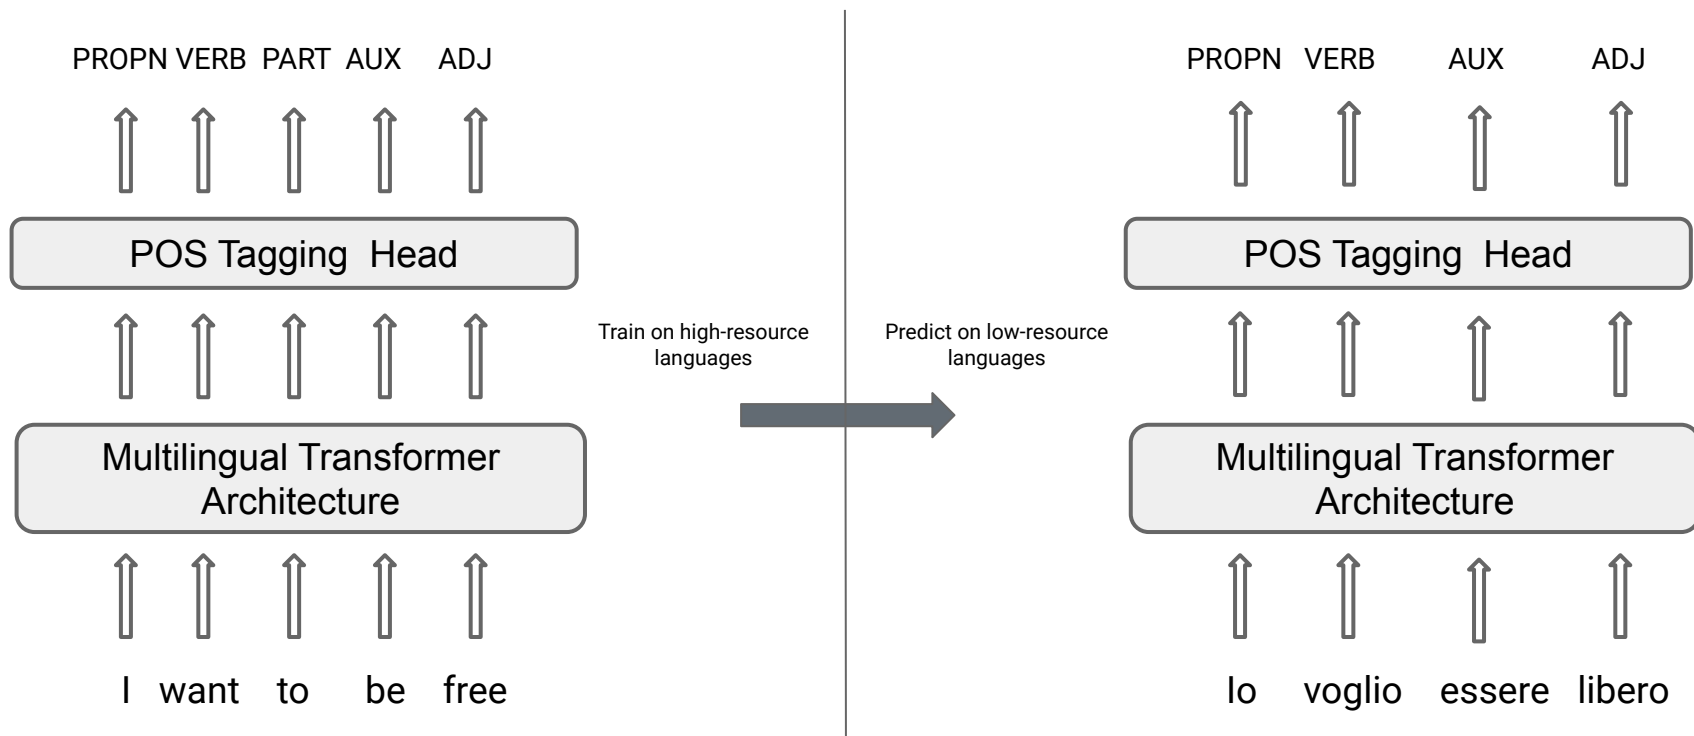 PROPN VERB PART AUX ADJ
POS Tagging Head
Multilingual Transformer
Architecture
I want to be free
Train on high-resource
languages
Predict on low-resource
languages
PROPN VERB AUX ADJ
POS Tagging Head
Multilingual Transformer
Architecture
Io voglio essere libero